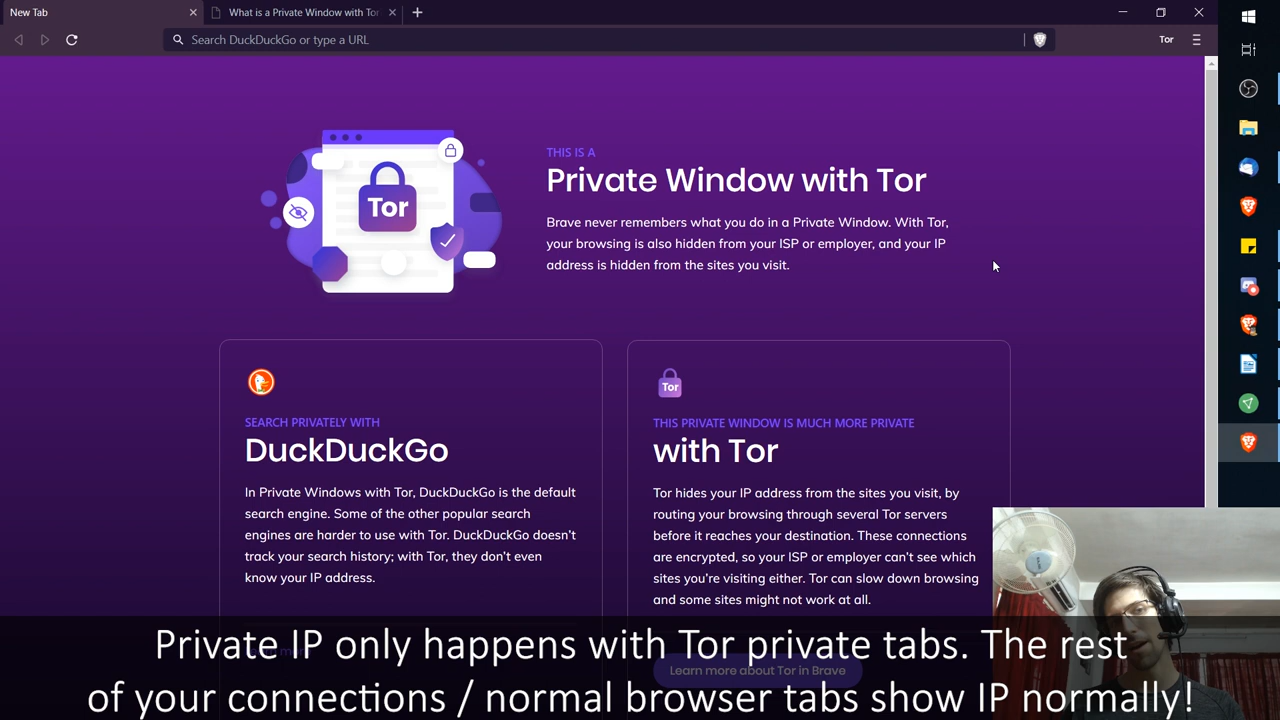 New Tab
What is a Private Window with Tor
Search DuckDuckGo or type a URL
Tor
THIS IS A
Private Window with Tor
Brave never remembers what you do in a Private Window. With Tor,
your browsing is also hidden from your ISP or employer, and your IP
address is hidden from the sites you visit.
Tor
SEARCH PRIVATELY WITH
DuckDuckGo
In Private Windows with Tor, DuckDuckGo is the default
search engine. Some of the other popular search
engines are harder to use with Tor. DuckDuckGo doesn't
track your search history; with Tor, they don't even
know your IP address.
Tor
THIS PRIVATE WINDOW IS MUCH MORE PRIVATE
with Tor
Tor hides your IP address from the sites you visit, by
routing your browsing through several Tor servers
before it reaches your destination. These connections
are encrypted, so your ISP or employer can't see which
sites you're visiting either. Tor can slow down browsing
and some sites might not work at all.
Learn more about Tor in Brave
Private IP only happens with Tor private tabs. The rest
of your connections / normal browser tabs show IP normally!